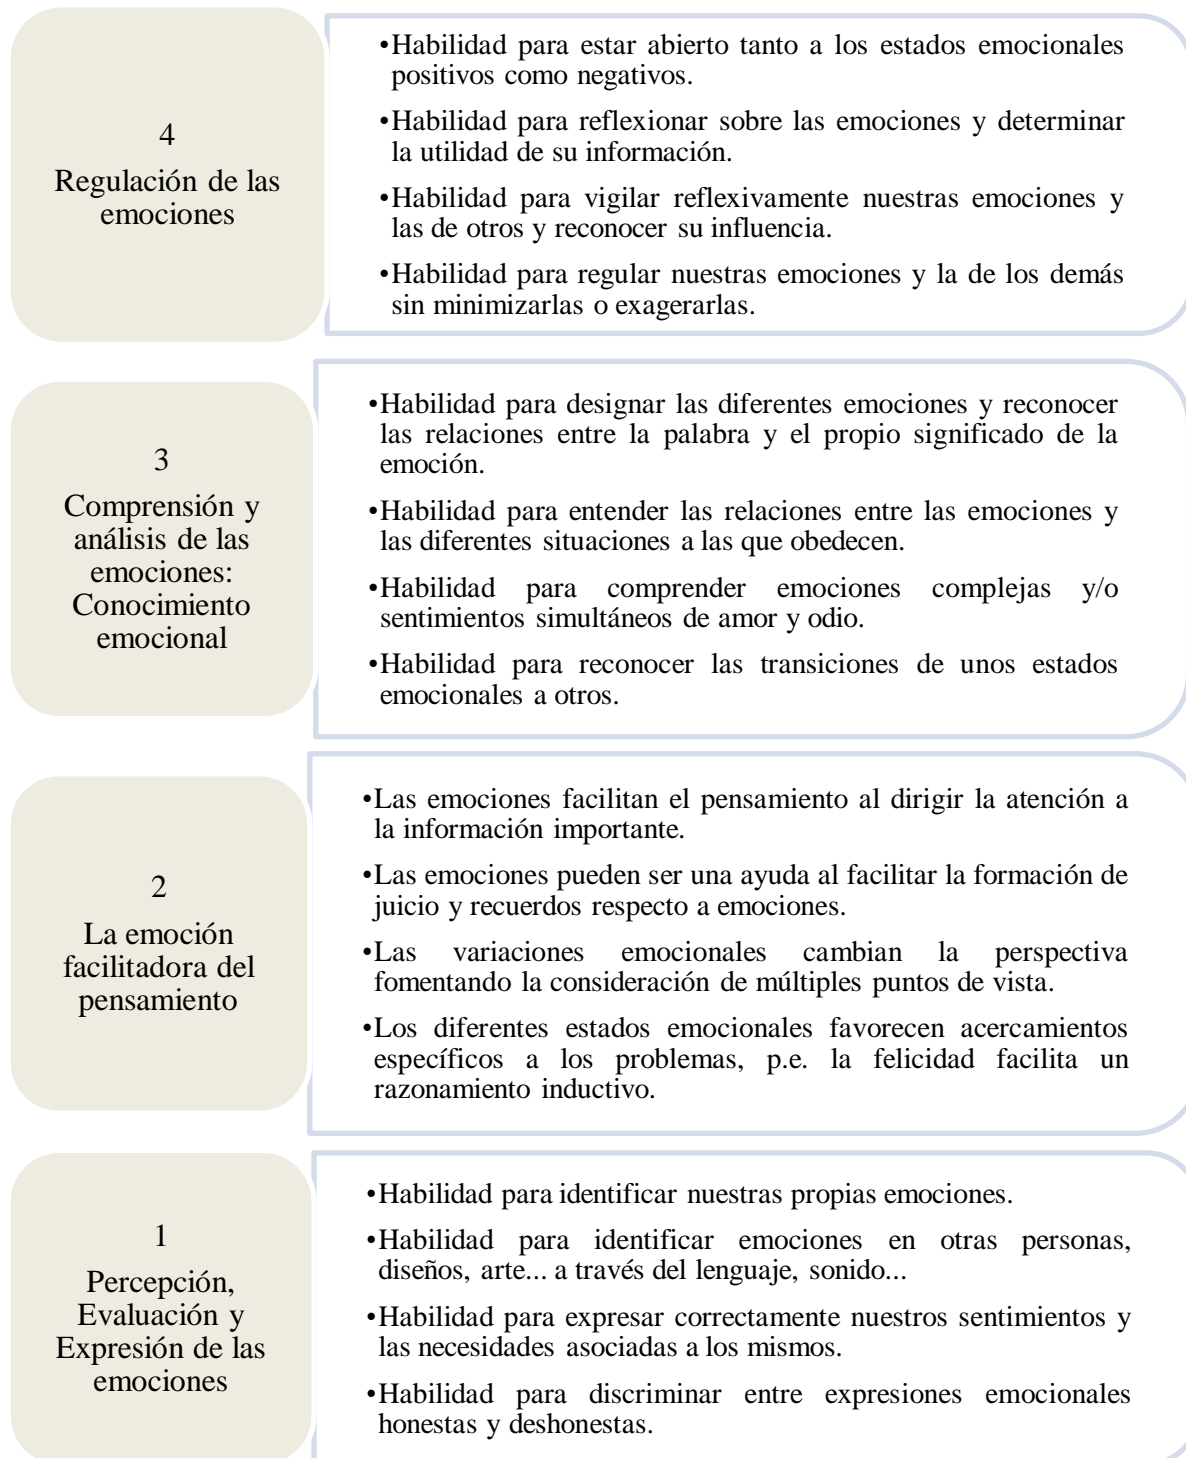 4
Regulación de las
emociones
•Habilidad para estar abierto tanto a los estados emocionales
positivos como negativos.
•Habilidad para reflexionar sobre las emociones y determinar
la utilidad de su información.
•Habilidad para vigilar reflexivamente nuestras emociones y
las de otros y reconocer su influencia.
•Habilidad para regular nuestras emociones y la de los demás
sin minimizarlas o exagerarlas.
3
Comprensión y
análisis de las
emociones:
Conocimiento
emocional
•Habilidad para designar las diferentes emociones y reconocer
las relaciones entre la palabra y el propio significado de la
emoción.
•Habilidad para entender las relaciones entre las emociones y
las diferentes situaciones a las que obedecen.
•Habilidad para comprender emociones complejas y/o
sentimientos simultáneos de amor y odio.
•Habilidad para reconocer las transiciones de unos estados
emocionales a otros.
2
La emoción
facilitadora del
pensamiento
•Las emociones facilitan el pensamiento al dirigir la atención a
la información importante.
•Las emociones pueden ser una ayuda al facilitar la formación de
juicio y recuerdos respecto a emociones.
•Las variaciones emocionales cambian la perspectiva
fomentando la consideración de múltiples puntos de vista.
•Los diferentes estados emocionales favorecen acercamientos
específicos a los problemas, p.e. la felicidad facilita un
razonamiento inductivo.
1
Percepción,
Evaluación y
Expresión de las
emociones
•Habilidad para identificar nuestras propias emociones.
•Habilidad para identificar emociones en otras personas,
diseños, arte... a través del lenguaje, sonido...
•Habilidad para expresar correctamente nuestros sentimientos y
las necesidades asociadas a los mismos.
•Habilidad para discriminar entre expresiones emocionales
honestas y deshonestas.